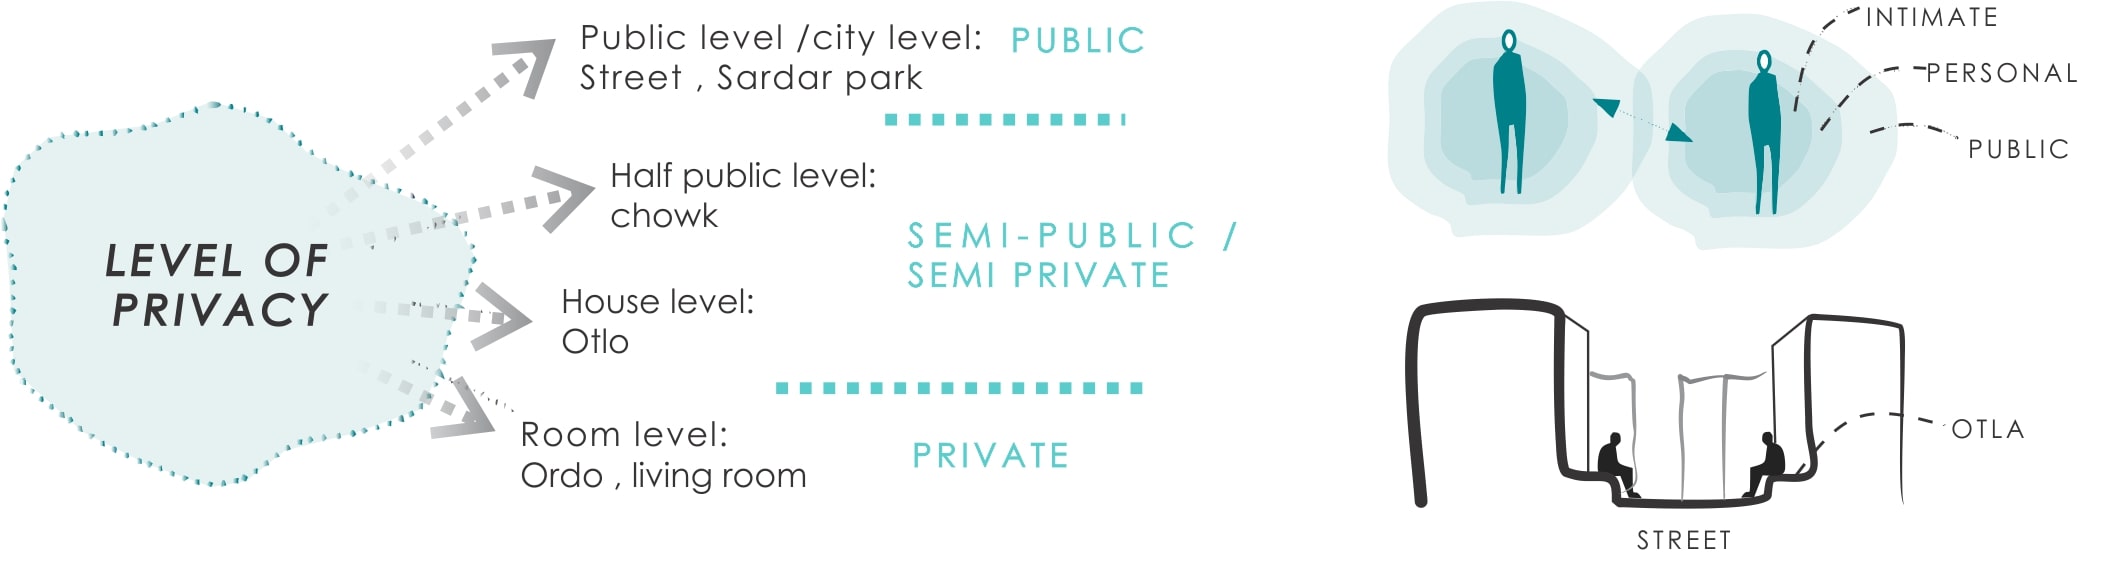 LEVEL OF
PRIVACY
Public level /city level: PUBLIC
Street , Sardar park
Half public level:
chowk
SEMI-PUBLIC /
SEMI PRIVATE
House level:
Otlo
Room level:
Ordo , living room
PRIVATE
INTIMATE
PERSONAL
PUBLIC
OTLA
STREET